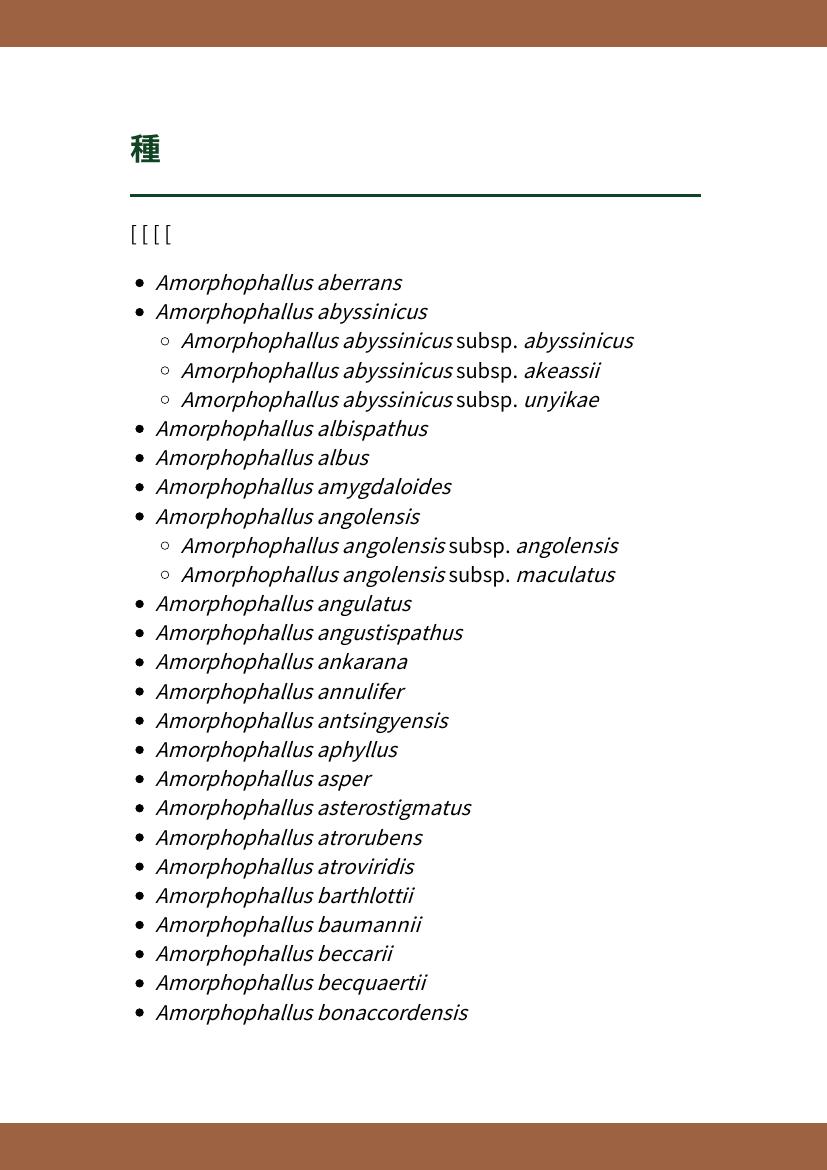 種
[ [ [ [
• Amorphophallus aberrans
• Amorphophallus abyssinicus
◦ Amorphophallus abyssinicus subsp. abyssinicus
◦ Amorphophallus abyssinicus subsp. akeassii
◦ Amorphophallus abyssinicus subsp. unyikae
• Amorphophallus albispathus
• Amorphophallus albus
• Amorphophallus amygdaloides
• Amorphophallus angolensis
◦ Amorphophallus angolensis subsp. angolensis
◦ Amorphophallus angolensis subsp. maculatus
• Amorphophallus angulatus
• Amorphophallus angustispathus
• Amorphophallus ankarana
• Amorphophallus annulifer
• Amorphophallus antsingyensis
• Amorphophallus aphyllus
• Amorphophallus asper
• Amorphophallus asterostigmatus
• Amorphophallus atrorubens
• Amorphophallus atroviridis
• Amorphophallus barthlottii
• Amorphophallus baumannii
• Amorphophallus beccarii
• Amorphophallus becquaertii
• Amorphophallus bonaccordensis